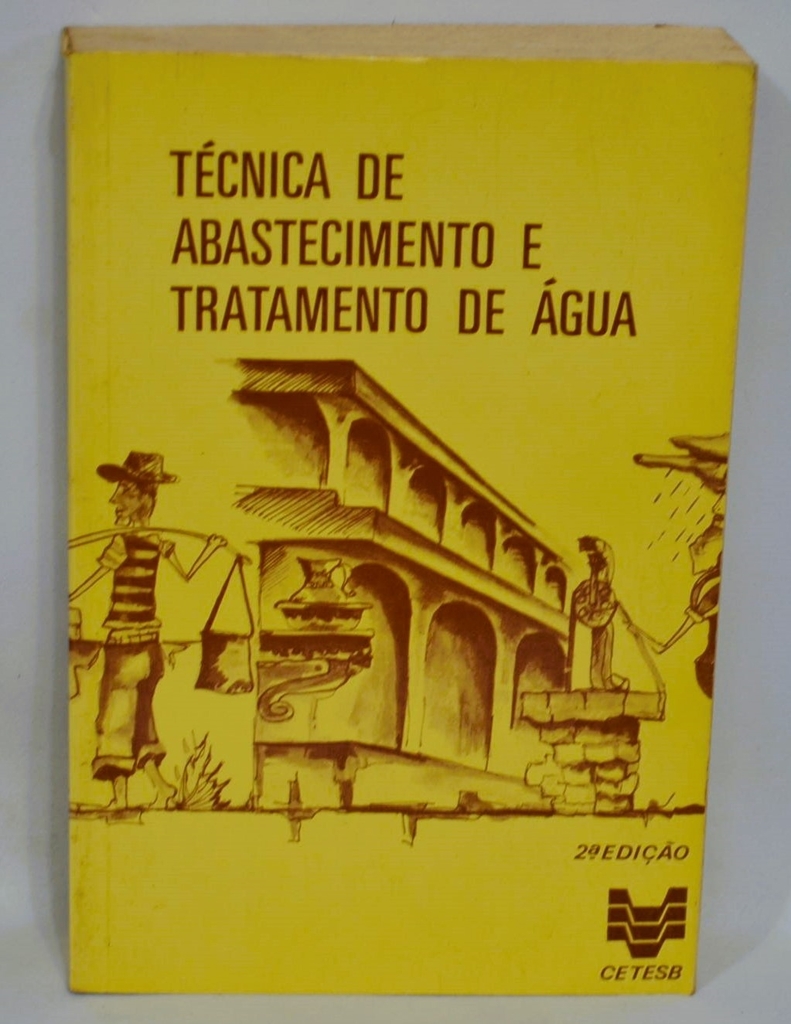 TÉCNICA DE
ABASTECIMENTO E
TRATAMENTO DE ÁGUA
2ª EDIÇÃO
CETESB